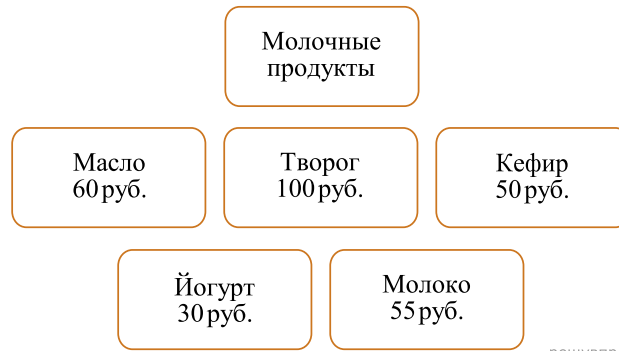 Молочные
продукты
Масло
60 руб.
Творог
100 руб.
Кефир
50 руб.
Йогурт
30 руб.
Молоко
55 руб.